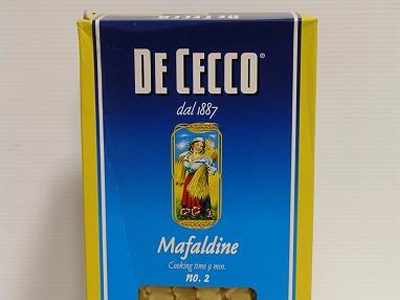 DE CECCO®
dal 1887
Mafaldine
Cooking time 9 min.
no. 2